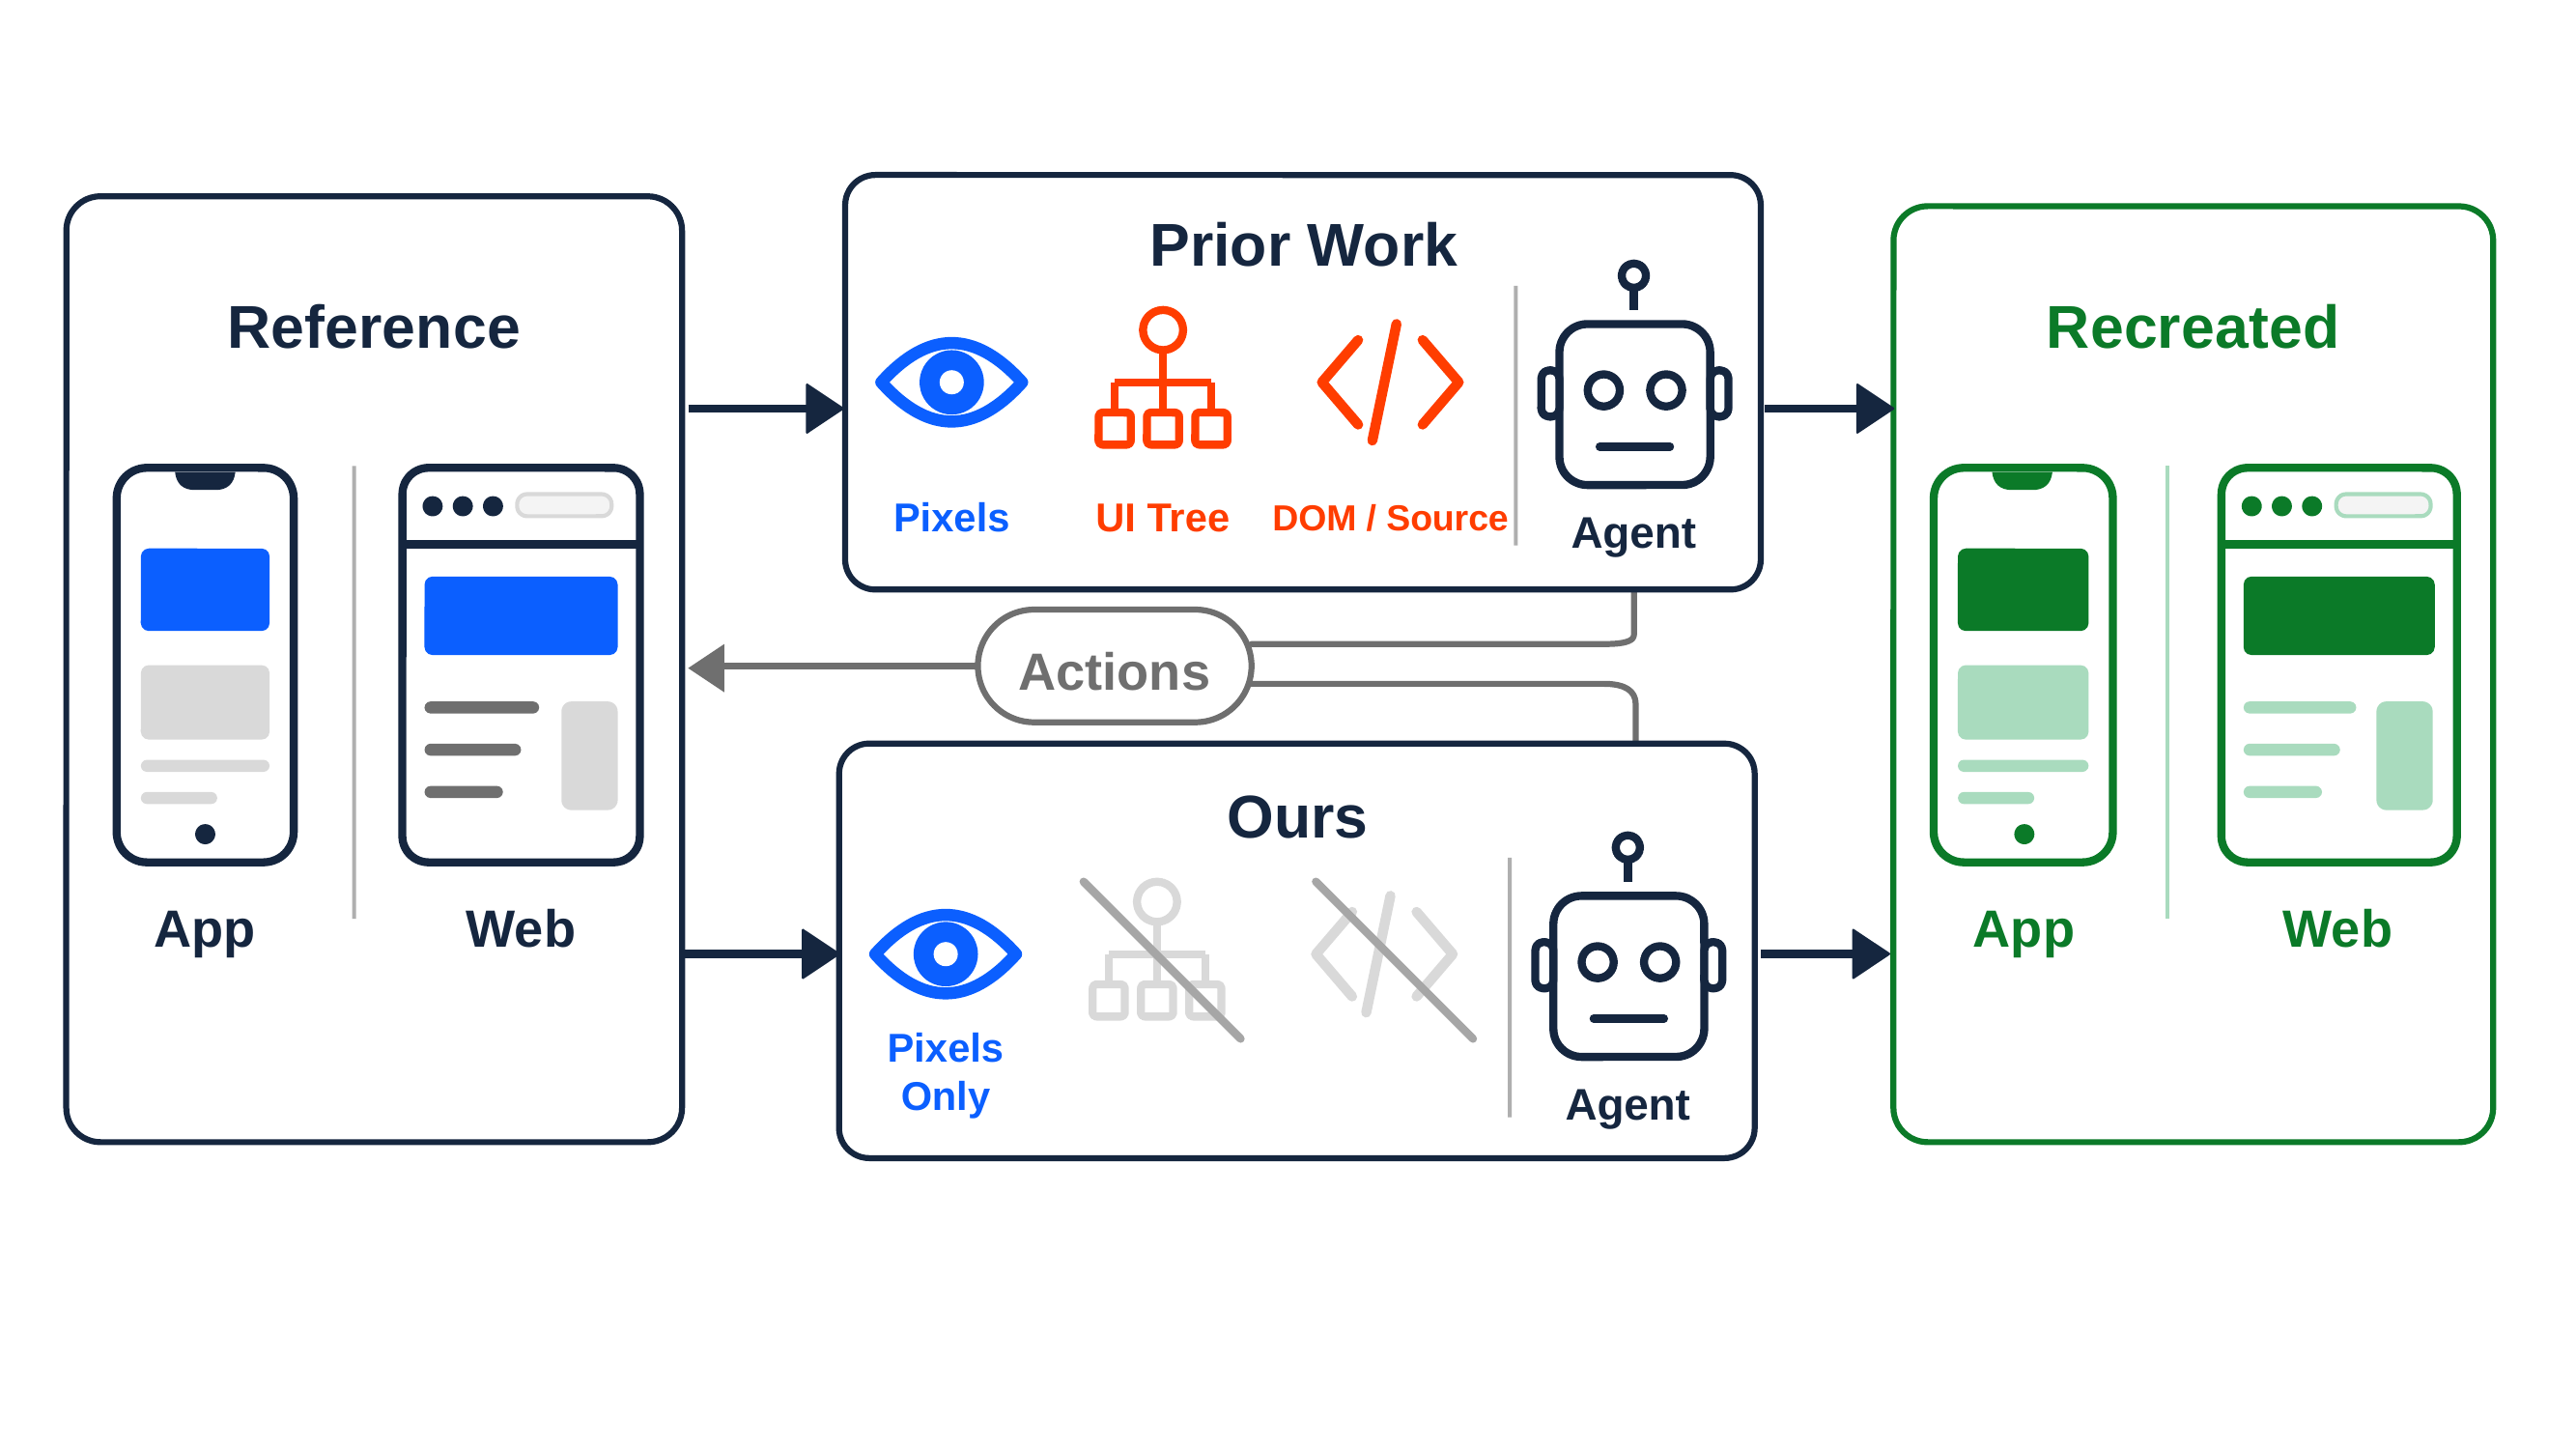 Reference
App
Web
Prior Work
Pixels
UI Tree
DOM / Source
Agent
Actions
Ours
Pixels
Only
Agent
Recreated
App
Web